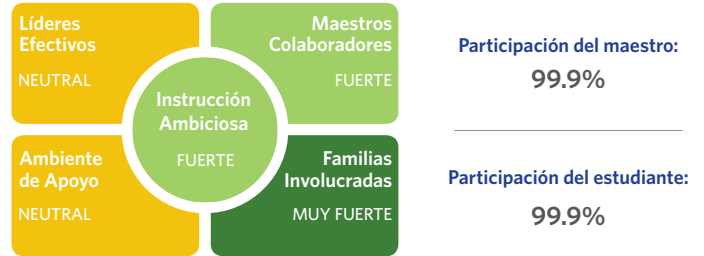 Líderes
Efectivos
NEUTRAL
Maestros
Colaboradores
FUERTE
Instrucción
Ambiciosa
FUERTE
Ambiente
de Apoyo
NEUTRAL
Familias
Involucradas
MUY FUERTE
Participación del maestro:
99.9%
Participación del estudiante:
99.9%